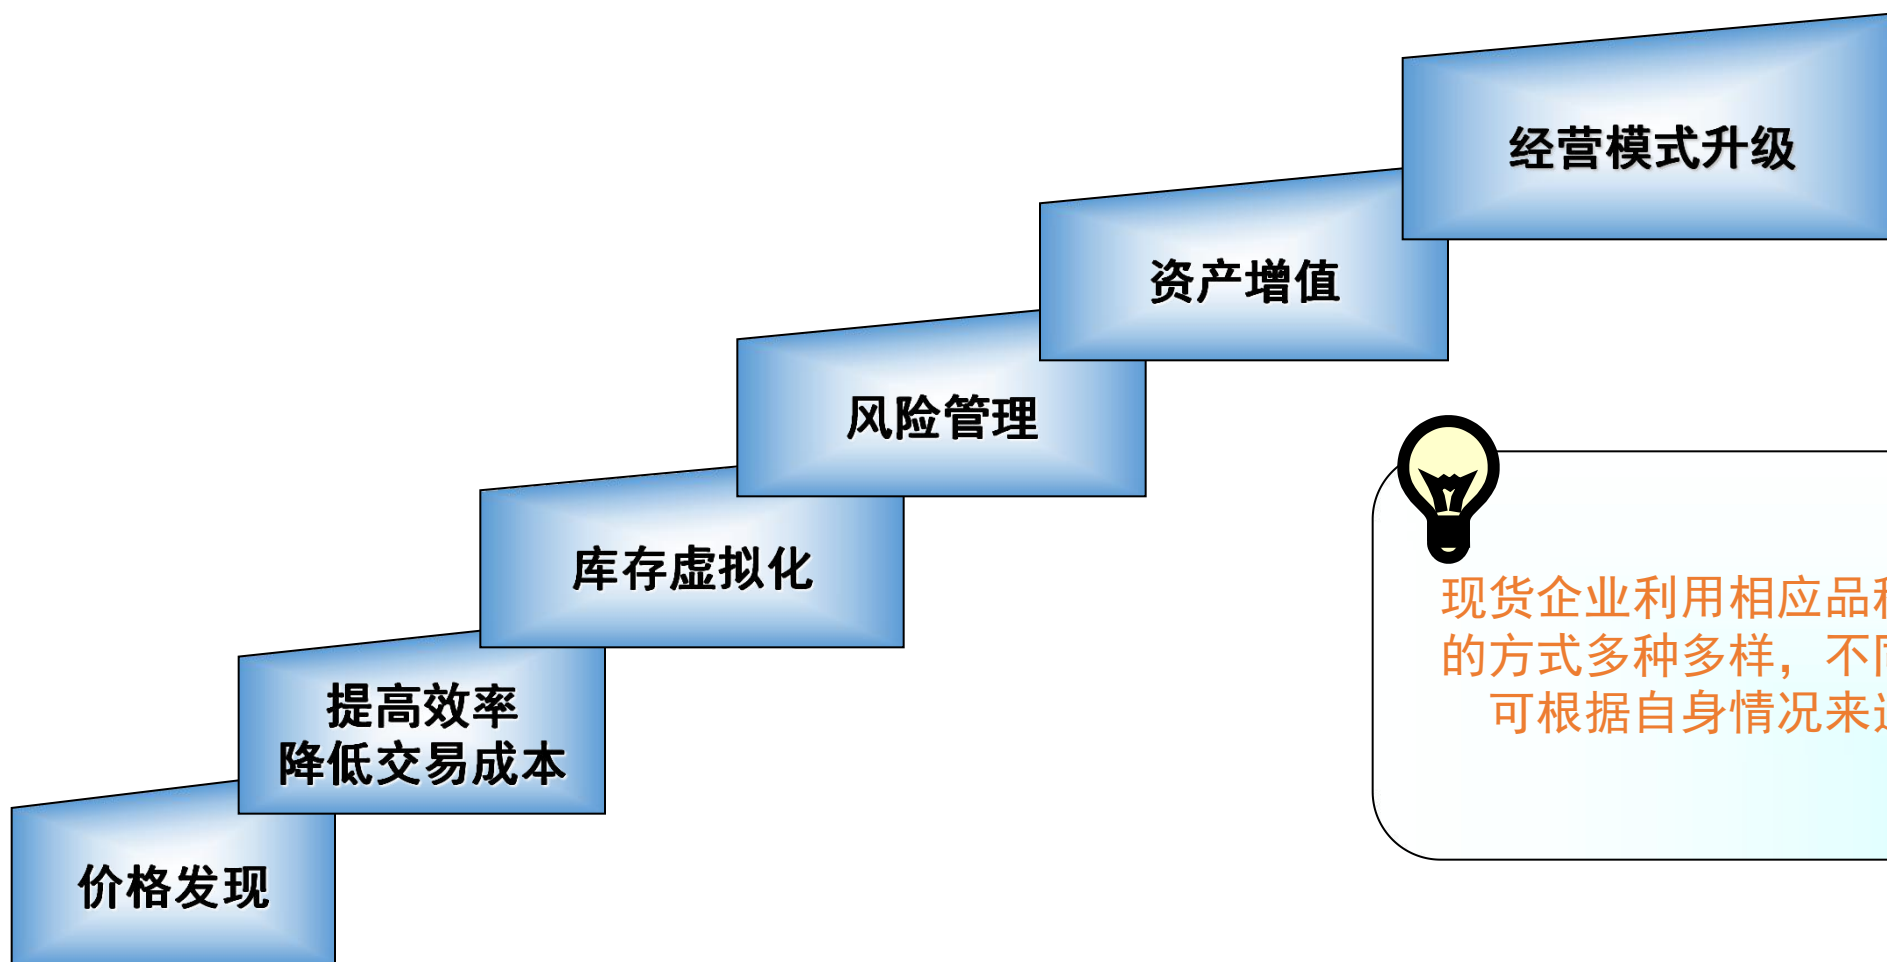 经营模式升级
资产增值
风险管理
库存虚拟化
提高效率
降低交易成本
价格发现
现货企业利用相应品
的方式多种多样，不
可根据自身情况来